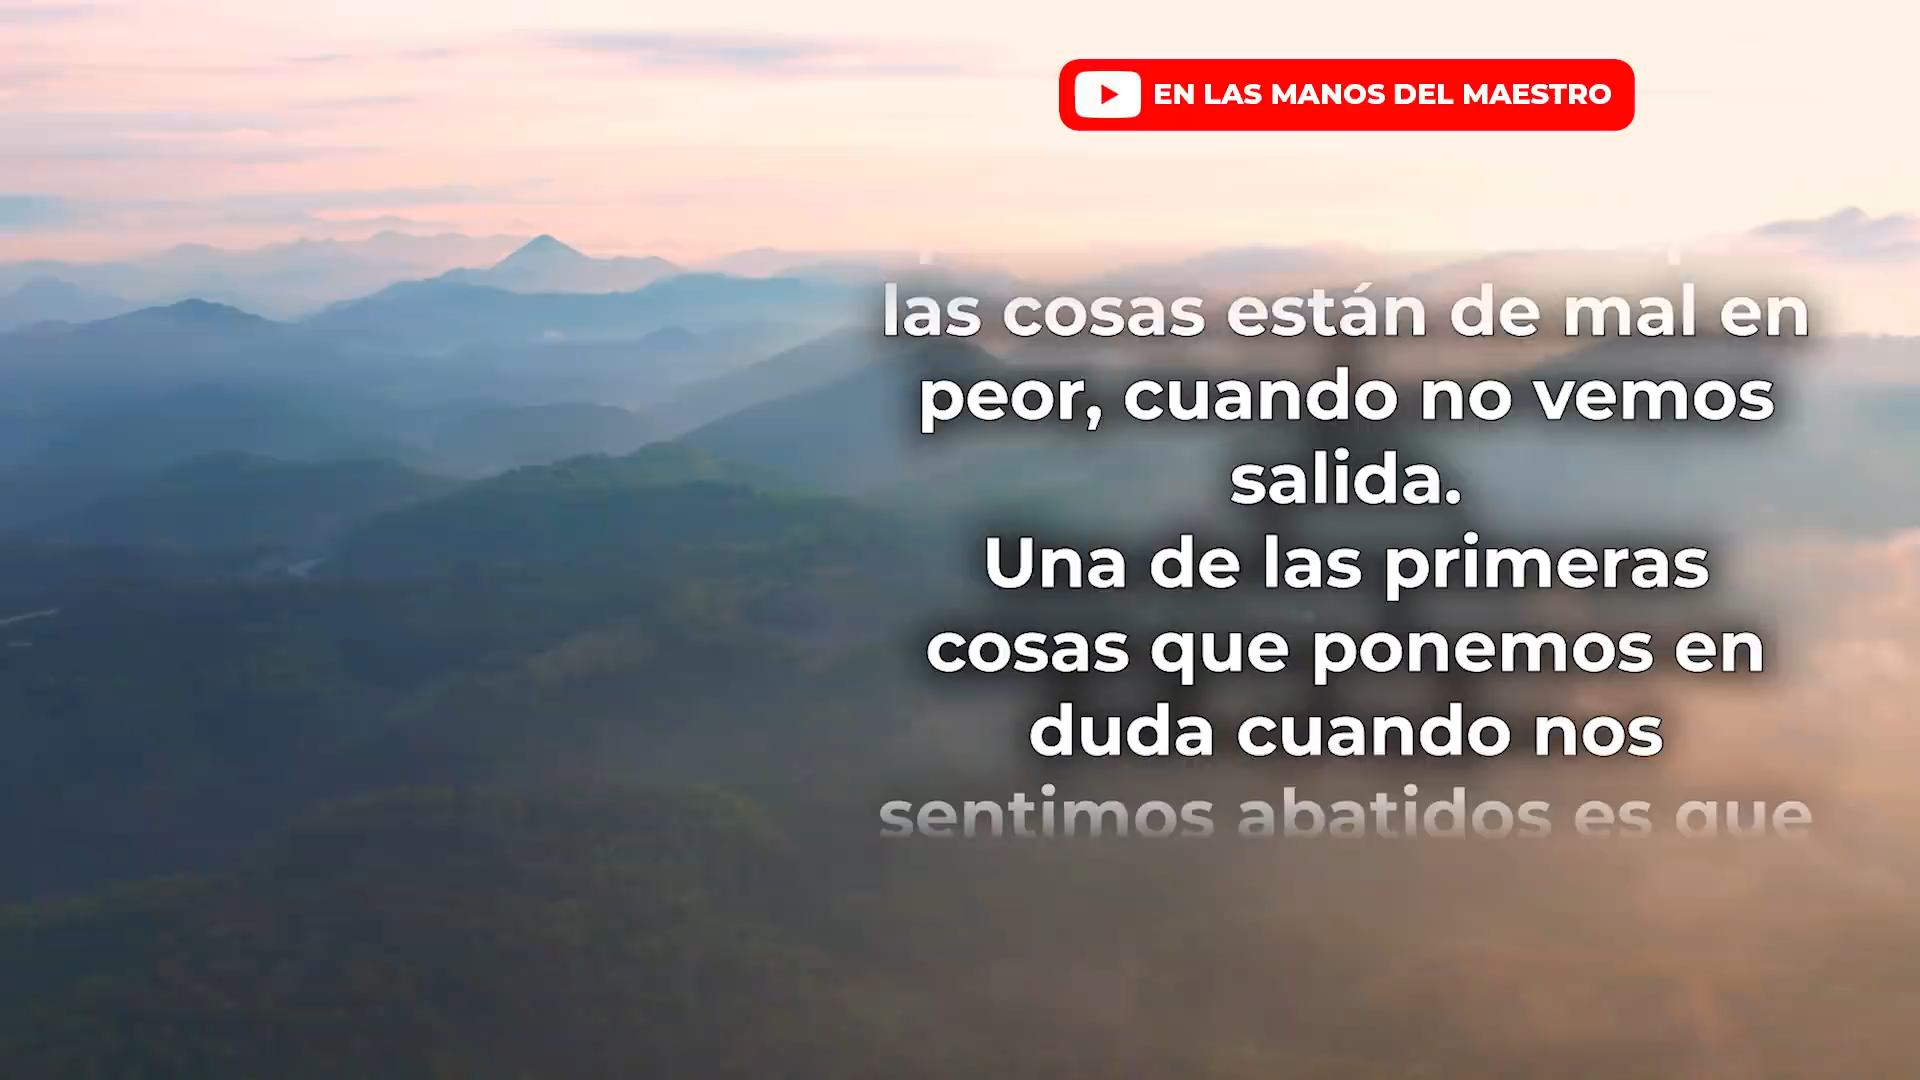 EN LAS MANOS DEL MAESTRO
las cosas están de mal en
peor, cuando no vemos
salida.
Una de las primeras
cosas que ponemos en
duda cuando nos
sentimos abatidos es que